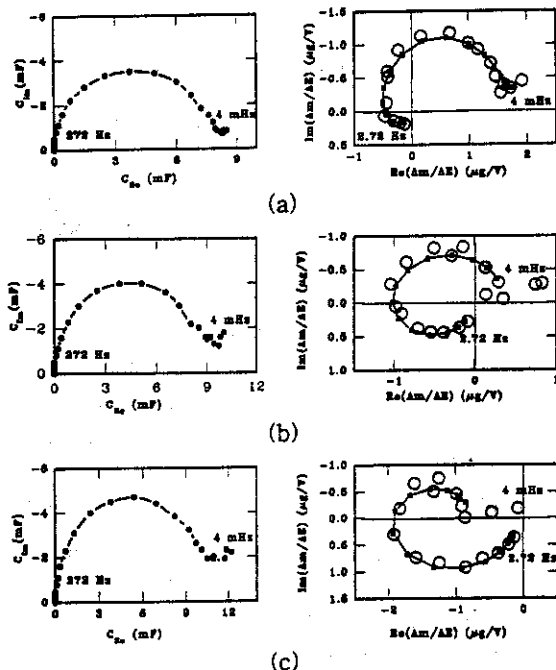 -6
-4
-2
0
C_Im (mF)
272 Hz
4 mHz
0 3 6 9 12
C_Re (mF)
-1.5
-1.0
-0.5
0.0
0.5
Im(Δm/ΔE) (μg/V)
4 mHz
2.72 Hz
-1 0 1 2
Re(Δm/ΔE) (μg/V)
(a)
-6
-4
-2
0
C_Im (mF)
272 Hz
4 mHz
0 3 6 9 12
C_Re (mF)
-1.0
-0.5
0.0
0.5
1.0
Im(Δm/ΔE) (μg/V)
4 mHz
2.72 Hz
-1 0 1
Re(Δm/ΔE) (μg/V)
(b)
-6
-4
-2
0
C_Im (mF)
272 Hz
4 mHz
0 3 6 9 12 15
C_Re (mF)
-1.0
-0.5
0.0
0.5
1.0
1.5
Im(Δm/ΔE) (μg/V)
4 mHz
2.72 Hz
-2 -1 0
Re(Δm/ΔE) (μg/V)
(c)